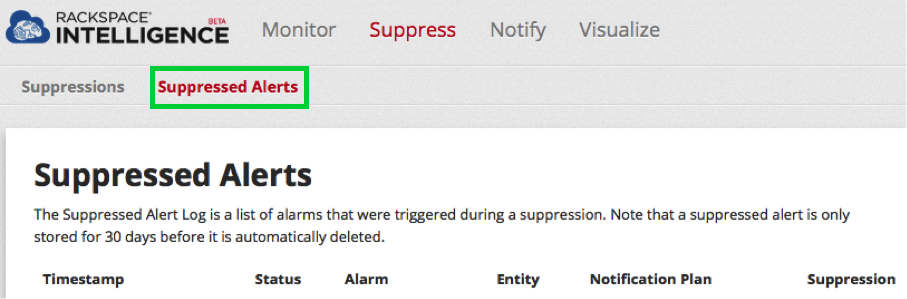 RACKSPACE® BETA
INTELLIGENCE Monitor Suppress Notify Visualize
Suppressions Suppressed Alerts
Suppressed Alerts
The Suppressed Alert Log is a list of alarms that were triggered during a suppression. Note that a suppressed alert is only
stored for 30 days before it is automatically deleted.
Timestamp Status Alarm Entity Notification Plan Suppression